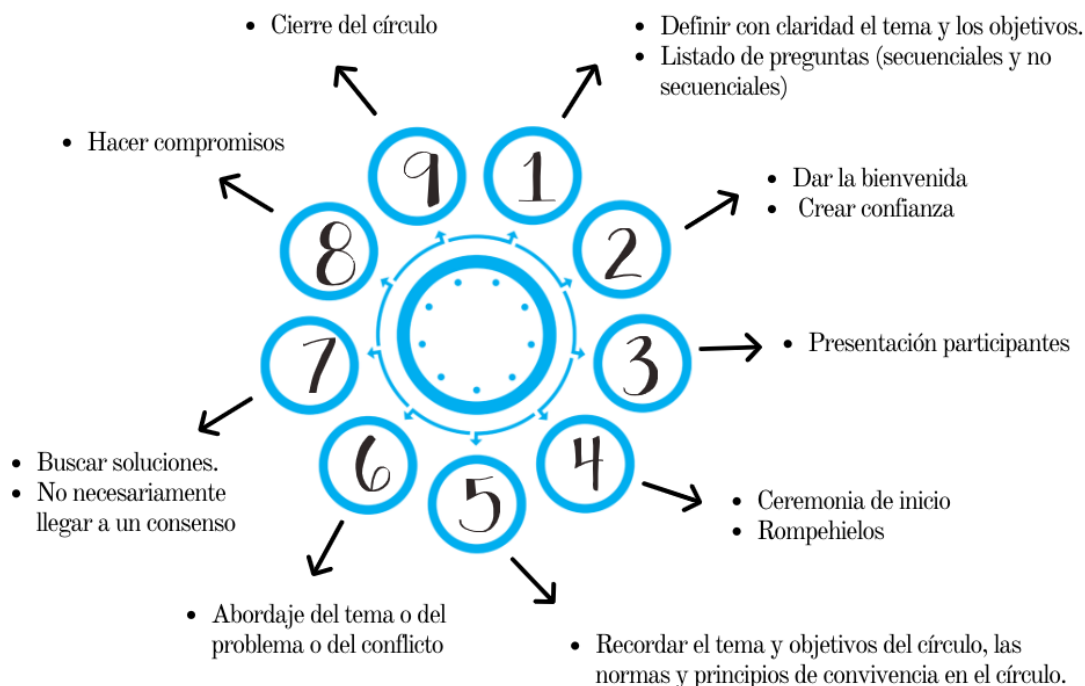 1
• Definir con claridad el tema y los objetivos.
• Listado de preguntas (secuenciales y no
secuenciales)
2
• Dar la bienvenida
• Crear confianza
3
• Presentación participantes
4
• Ceremonia de inicio
• Rompehielos
5
• Recordar el tema y objetivos del círculo, las
normas y principios de convivencia en el círculo.
6
• Abordaje del tema o del
problema o del conflicto
7
• Buscar soluciones.
• No necesariamente
llegar a un consenso
8
• Hacer compromisos
9
• Cierre del círculo